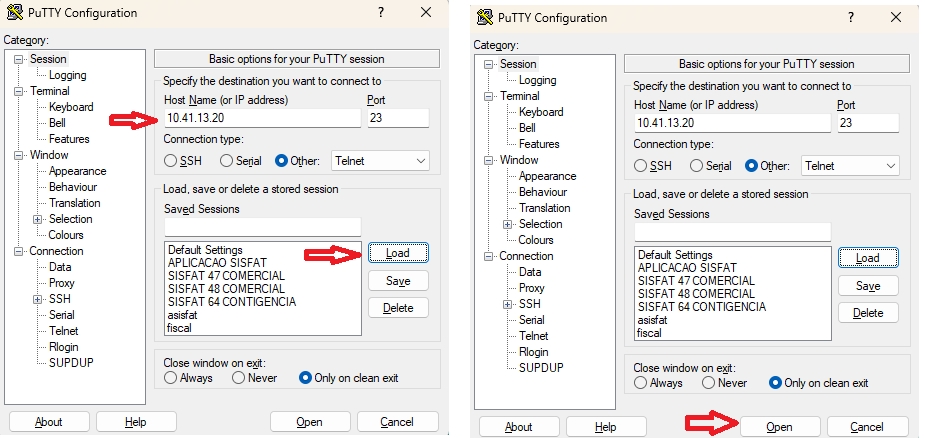 PuTTY Configuration
?
Category:
Session
Logging
Terminal
Keyboard
Bell
Features
Window
Appearance
Behaviour
Translation
Selection
Colours
Connection
Data
Proxy
SSH
Serial
Telnet
Rlogin
SUPDUP
Basic options for your PuTTY session
Specify the destination you want to connect to
Host Name (or IP address) Port
10.41.13.20 23
Connection type:
SSH Serial Other: Telnet
Load, save or delete a stored session
Saved Sessions
Default Settings
APLICACAO SISFAT
SISFAT 47 COMERCIAL
SISFAT 48 COMERCIAL
SISFAT 64 CONTIGENCIA
asisfat
fiscal
Load
Save
Delete
Close window on exit:
Always Never Only on clean exit
About Help Open Cancel
PuTTY Configuration
?
Category:
Session
Logging
Terminal
Keyboard
Bell
Features
Window
Appearance
Behaviour
Translation
Selection
Colours
Connection
Data
Proxy
SSH
Serial
Telnet
Rlogin
SUPDUP
Basic options for your PuTTY session
Specify the destination you want to connect to
Host Name (or IP address) Port
10.41.13.20 23
Connection type:
SSH Serial Other: Telnet
Load, save or delete a stored session
Saved Sessions
Default Settings
APLICACAO SISFAT
SISFAT 47 COMERCIAL
SISFAT 48 COMERCIAL
SISFAT 64 CONTIGENCIA
asisfat
fiscal
Load
Save
Delete
Close window on exit:
Always Never Only on clean exit
About Help Open Cancel